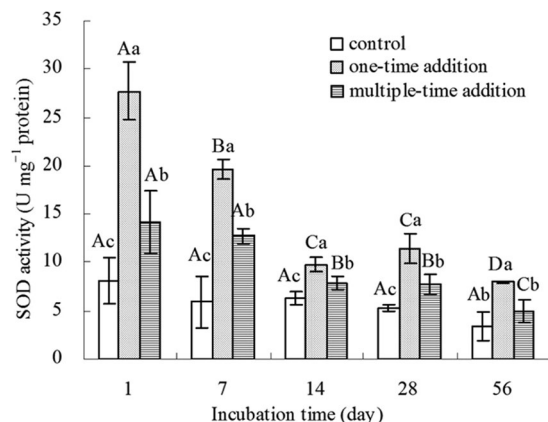 35
30
25
20
15
10
5
0
SOD activity (U mg⁻¹ protein)
control
one-time addition
multiple-time addition
Ac Aa Ab
Ac Ba Ab
Ac Ca Bb
Ac Ca Bb
Ab Da Cb
1 7 14 28 56
Incubation time (day)